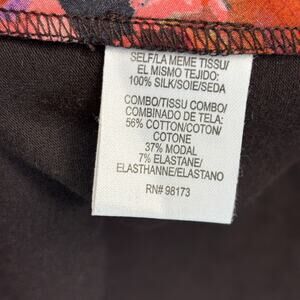 SELF/LA MEME TISSU/
EL MISMO TEJIDO:
100% SILK/SOIE/SEDA
COMBO/TISSU COMBO/
COMBINADO DE TELA:
56% COTTON/COTON/
COTONE
37% MODAL
7% ELASTANE/
ELASTHANNE/ELASTANO
RN# 98173